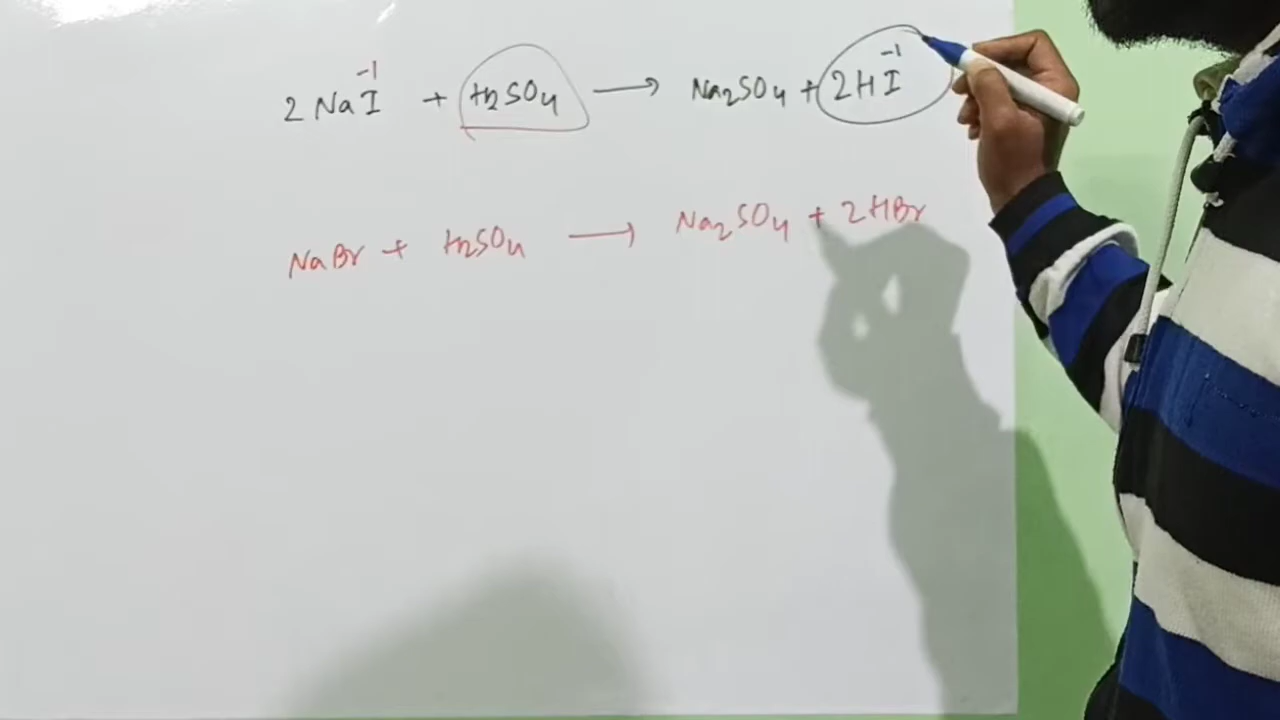 2 NaI⁻¹ + H₂SO₄ ⟶ Na₂SO₄ + 2HI⁻¹
NaBr + H₂SO₄ ⟶ Na₂SO₄ + 2HBr